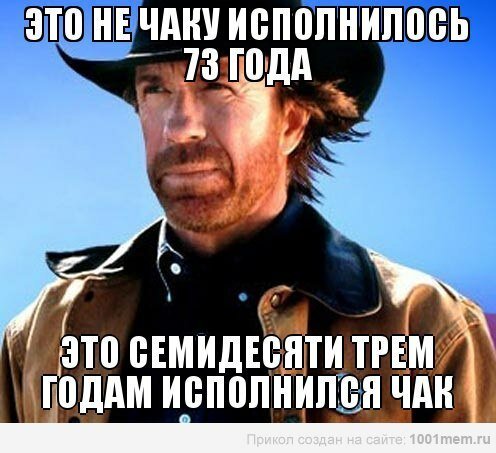 ЭТО НЕ ЧАКУ ИСПОЛНИЛОСЬ
73 ГОДА
ЭТО СЕМИДЕСЯТИ ТРЕМ
ГОДАМ ИСПОЛНИЛСЯ ЧАК
Прикол создан на сайте: 1001mem.ru